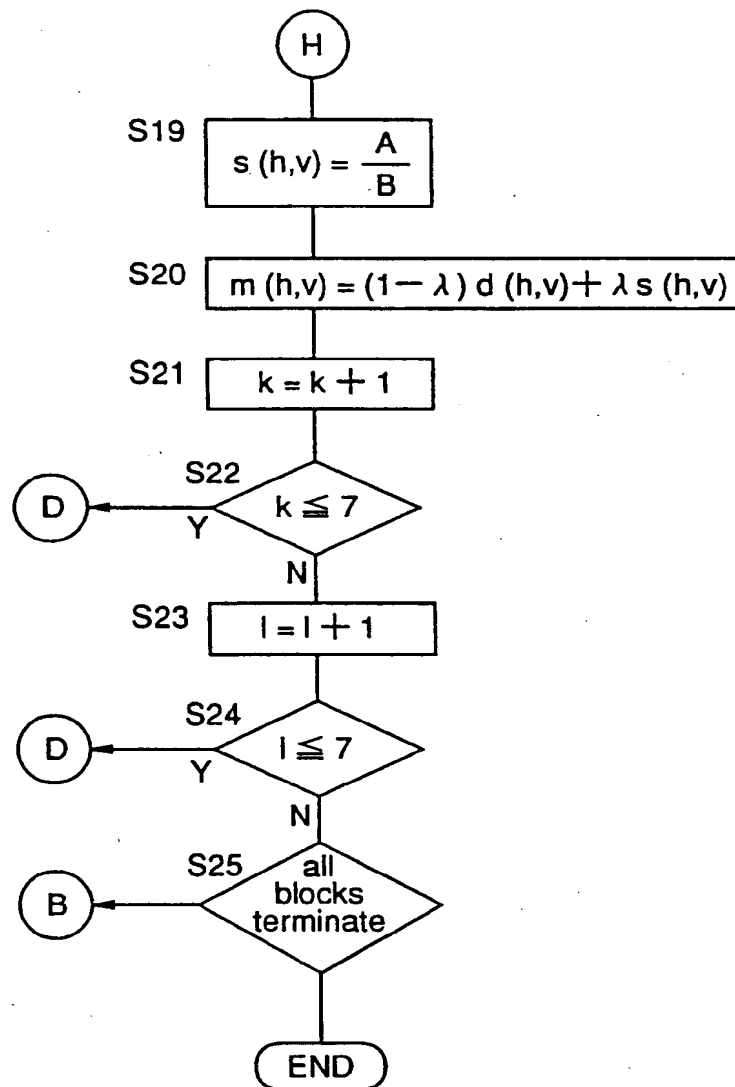 H
S19
s (h,v) = A
B
S20
m (h,v) = (1 − λ) d (h,v) + λ s (h,v)
S21
k = k + 1
S22
D
k ≦ 7
Y
N
S23
l = l + 1
S24
D
l ≦ 7
Y
N
S25
B
all
blocks
terminate
END